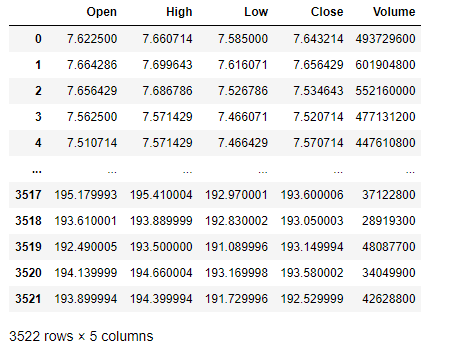 Open High Low Close Volume
0 7.622500 7.660714 7.585000 7.643214 493729600
1 7.664286 7.699643 7.616071 7.656429 601904800
2 7.656429 7.686786 7.526786 7.534643 552160000
3 7.562500 7.571429 7.466071 7.520714 477131200
4 7.510714 7.571429 7.466429 7.570714 447610800
... ... ... ... ... ...
3517 195.179993 195.410004 192.970001 193.600006 37122800
3518 193.610001 193.889999 192.830002 193.050003 28919300
3519 192.490005 193.500000 191.089996 193.149994 48087700
3520 194.139999 194.660004 193.169998 193.580002 34049900
3521 193.899994 194.399994 191.729996 192.529999 42628800
3522 rows × 5 columns